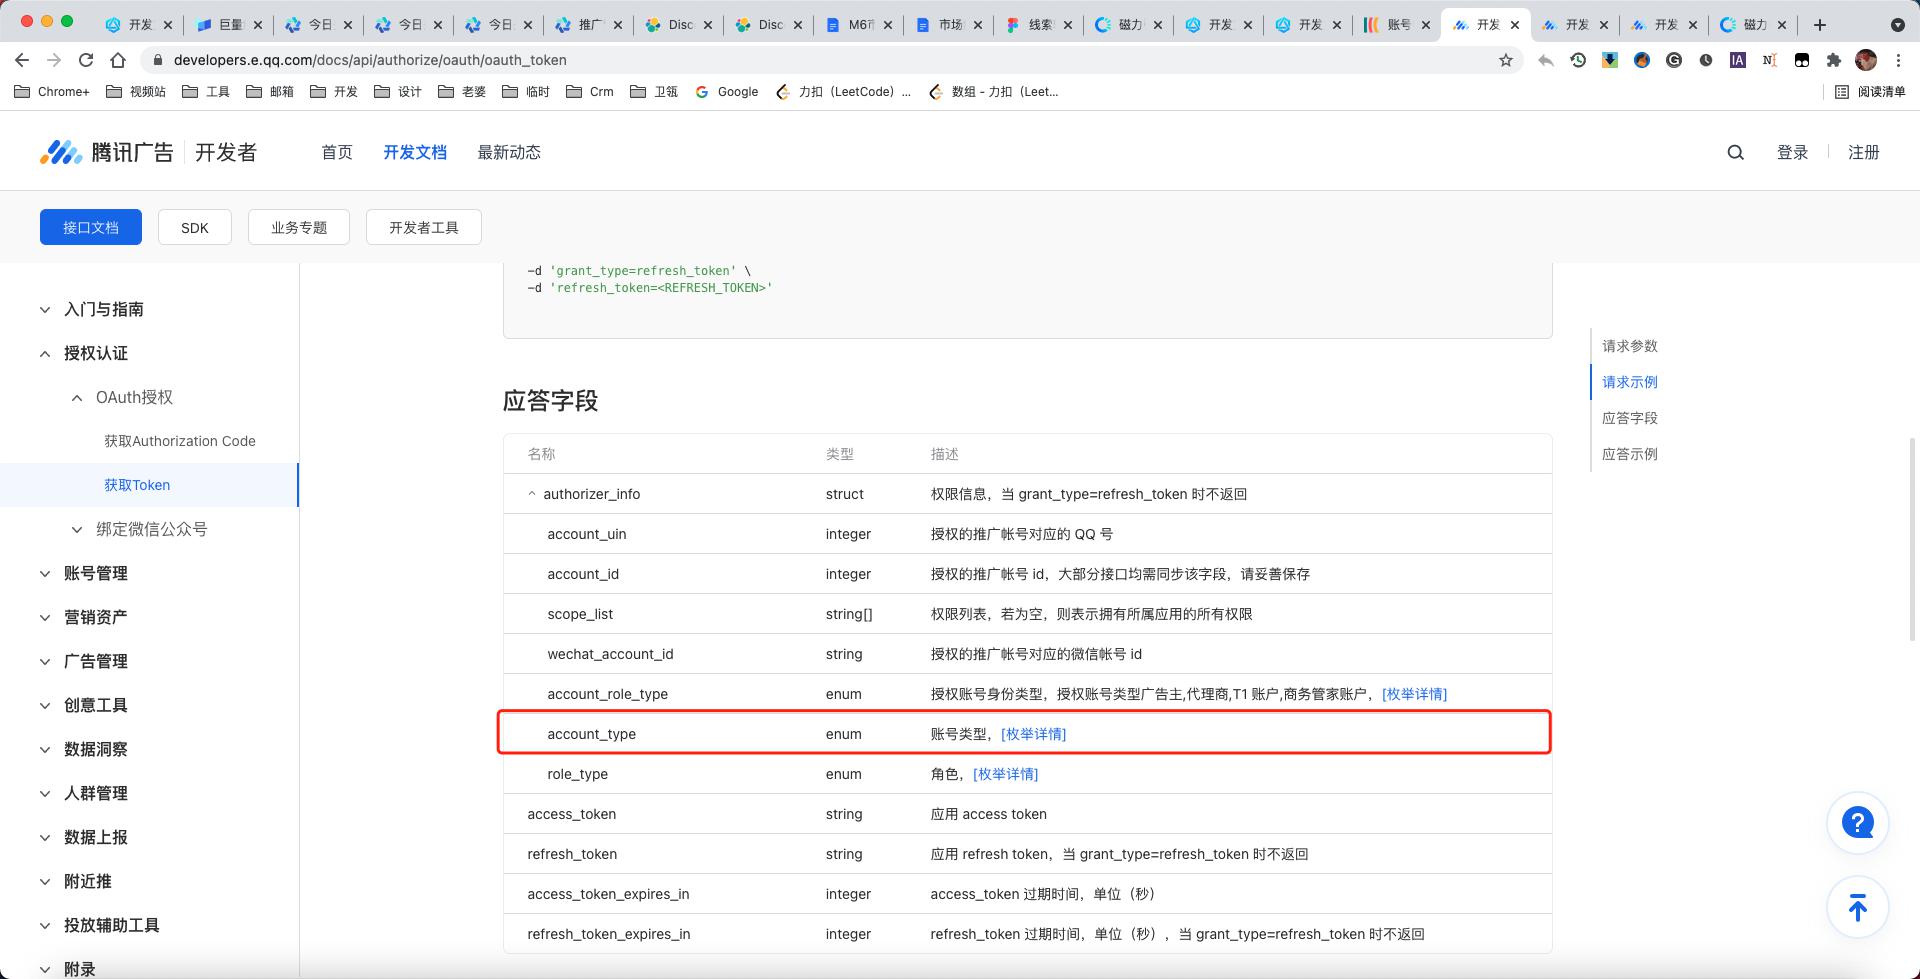 开发
巨量
今日
今日
今日
推广
Disc
Disc
M6市
市场
线索
磁力
开发
开发
账号
开发
开发
开发
磁力
developers.e.qq.com/docs/api/authorize/oauth/oauth_token
Chrome+
视频站
工具
邮箱
开发
设计
老婆
临时
Crm
卫瓴
Google
力扣（LeetCode）...
数组 - 力扣（Leet...
阅读清单
腾讯广告 开发者
首页
开发文档
最新动态
登录
注册
接口文档
SDK
业务专题
开发者工具
入门与指南
授权认证
OAuth授权
获取Authorization Code
获取Token
绑定微信公众号
账号管理
营销资产
广告管理
创意工具
数据洞察
人群管理
数据上报
附近推
投放辅助工具
附录
-d 'grant_type=refresh_token' \
-d 'refresh_token=<REFRESH_TOKEN>'
应答字段
名称 类型 描述
authorizer_info struct 权限信息，当 grant_type=refresh_token 时不返回
account_uin integer 授权的推广帐号对应的 QQ 号
account_id integer 授权的推广帐号 id，大部分接口均需同步该字段，请妥善保存
scope_list string[] 权限列表，若为空，则表示拥有所属应用的所有权限
wechat_account_id string 授权的推广帐号对应的微信帐号 id
account_role_type enum 授权账号身份类型，授权账号类型广告主,代理商,T1 账户,商务管家账户，[枚举详情]
account_type enum 账号类型，[枚举详情]
role_type enum 角色，[枚举详情]
access_token string 应用 access token
refresh_token string 应用 refresh token，当 grant_type=refresh_token 时不返回
access_token_expires_in integer access_token 过期时间，单位（秒）
refresh_token_expires_in integer refresh_token 过期时间，单位（秒），当 grant_type=refresh_token 时不返回
请求参数
请求示例
应答字段
应答示例